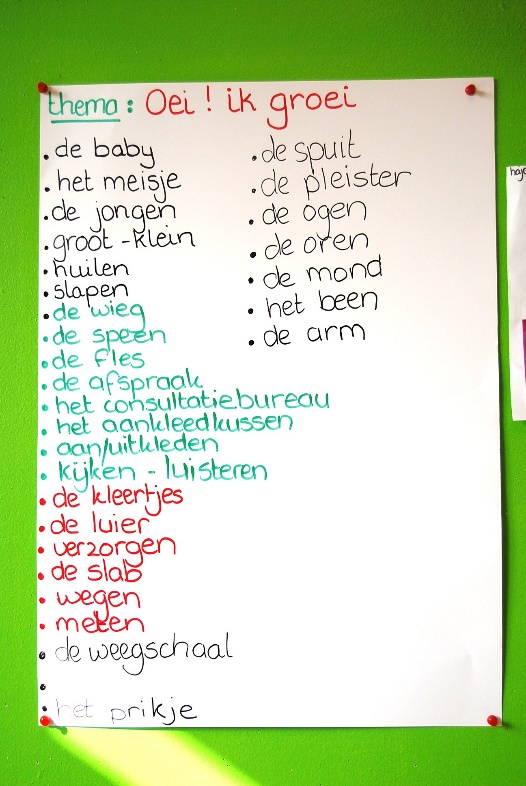 thema: Oei! ik groei
. de baby
. het meisje
. de jongen
. groot - klein
. huilen
. slapen
. de wieg
. de speen
. de fles
. de afspraak
. het consultatiebureau
. het aankleedkussen
. aan/uitkleden
. kijken - luisteren
. de kleertjes
. de luier
. verzorgen
. de slab
. wegen
. meten
. de weegschaal
.
. het prikje
. de spuit
. de pleister
. de ogen
. de oren
. de mond
. het been
. de arm